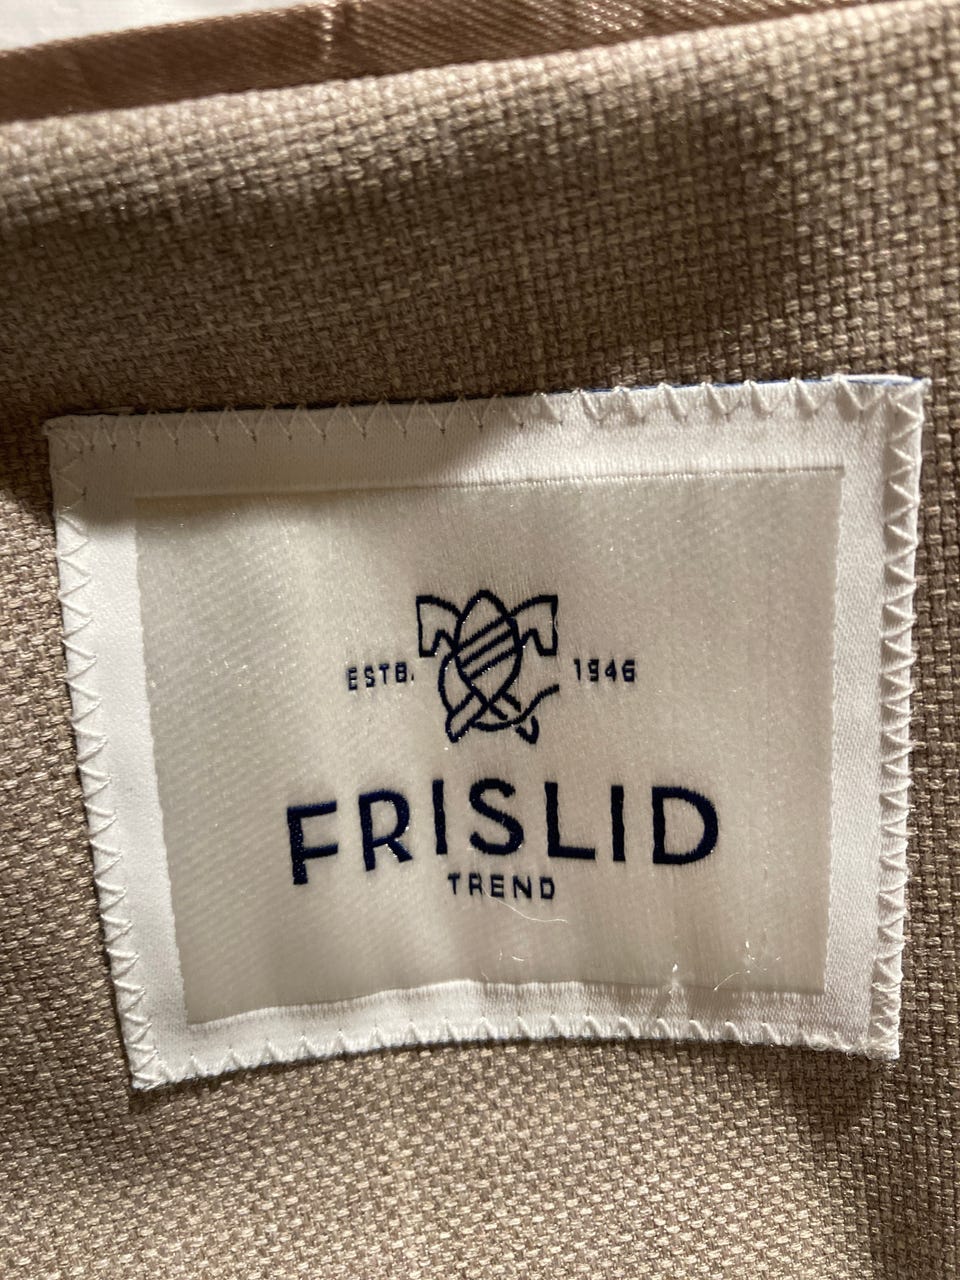 ESTB. 1946
FRISLID
TREND